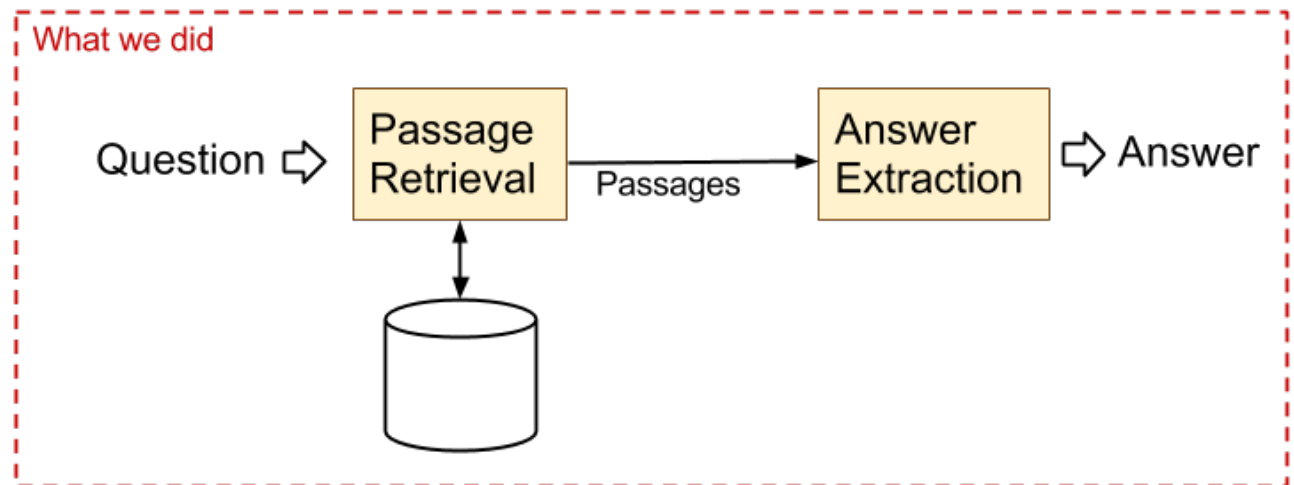 What we did
Question
Passage
Retrieval
Passages
Answer
Extraction
Answer